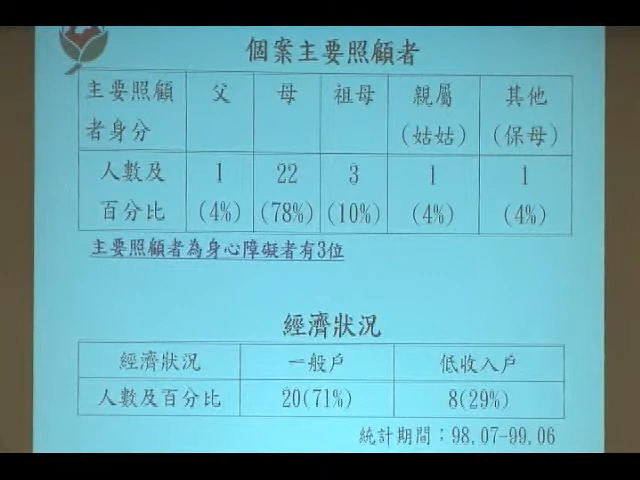 個案主要照顧者
主要照顧 父 母 祖母 親屬 其他
者身分 (姑姑) (保母)
人數及 1 22 3 1 1
百分比 (4%) (78%) (10%) (4%) (4%)
主要照顧者為身心障礙者有3位
經濟狀況
經濟狀況 一般戶 低收入戶
人數及百分比 20(71%) 8(29%)
統計期間：98.07-99.06